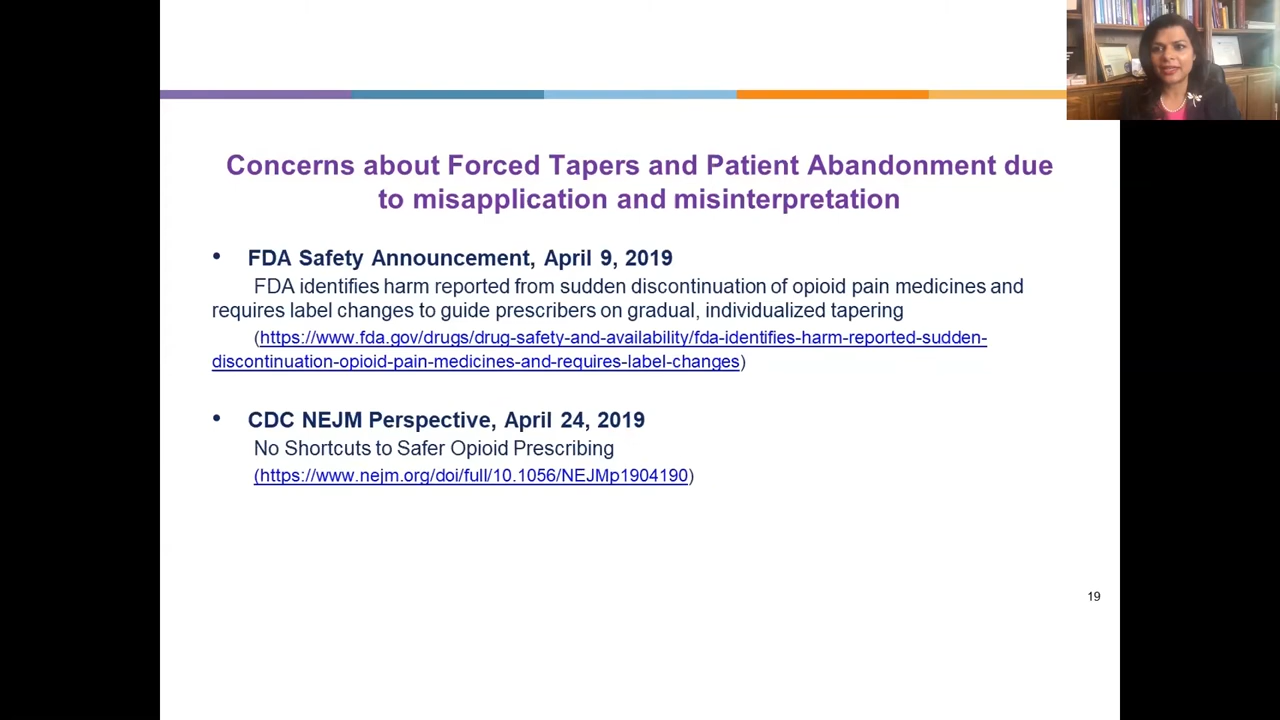 Concerns about Forced Tapers and Patient Abandonment due
to misapplication and misinterpretation
• FDA Safety Announcement, April 9, 2019
FDA identifies harm reported from sudden discontinuation of opioid pain medicines and
requires label changes to guide prescribers on gradual, individualized tapering
(https://www.fda.gov/drugs/drug-safety-and-availability/fda-identifies-harm-reported-sudden-
discontinuation-opioid-pain-medicines-and-requires-label-changes)
• CDC NEJM Perspective, April 24, 2019
No Shortcuts to Safer Opioid Prescribing
(https://www.nejm.org/doi/full/10.1056/NEJMp1904190)
19